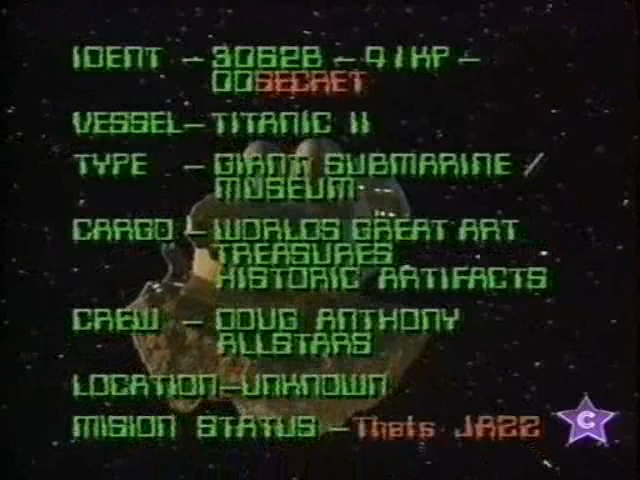 IDENT - 30628 - 91KP -
00SECRET
VESSEL-TITANIC II
TYPE - GIANT SUBMARINE /
MUSEUM
CARGO - WORLDS GREAT ART
TREASURES
HISTORIC ARTIFACTS
CREW - DOUG ANTHONY
ALLSTARS
LOCATION-UNKNOWN
MISION STATUS - Thats JAZZ
C